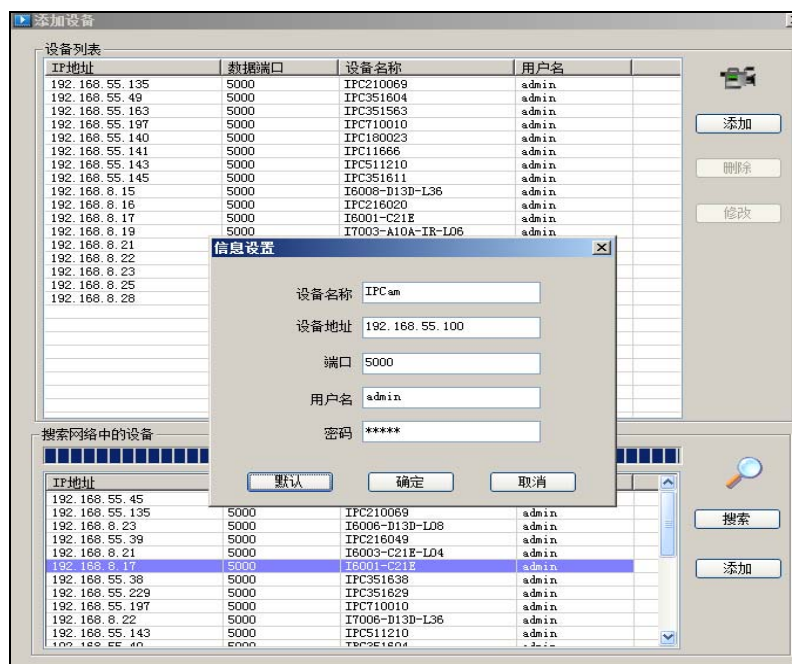 添加设备
设备列表
IP地址 数据端口 设备名称 用户名
192.168.55.135 5000 IPC210069 admin
192.168.55.49 5000 IPC351604 admin
192.168.55.163 5000 IPC351563 admin
192.168.55.197 5000 IPC710010 admin
192.168.55.140 5000 IPC180023 admin
192.168.55.141 5000 IPC11666 admin
192.168.55.143 5000 IPC511210 admin
192.168.55.145 5000 IPC351611 admin
192.168.8.15 5000 I6008-D13D-L36 admin
192.168.8.16 5000 IPC216020 admin
192.168.8.17 5000 I6001-C21E admin
192.168.8.19 5000 I7003-A10A-IR-L06 admin
192.168.8.21
192.168.8.22
192.168.8.23
192.168.8.25
192.168.8.28
添加
删除
修改
信息设置
设备名称 IPCam
设备地址 192.168.55.100
端口 5000
用户名 admin
密码 *****
默认 确定 取消
搜索网络中的设备
IP地址
192.168.55.45
192.168.55.135 5000 IPC210069 admin
192.168.8.23 5000 I6006-D13D-L08 admin
192.168.55.39 5000 IPC216049 admin
192.168.8.21 5000 I6003-C21E-L04 admin
192.168.8.17 5000 I6001-C21E admin
192.168.55.38 5000 IPC351638 admin
192.168.55.229 5000 IPC351629 admin
192.168.55.197 5000 IPC710010 admin
192.168.8.22 5000 I7006-D13D-L36 admin
192.168.55.143 5000 IPC511210 admin
搜索
添加